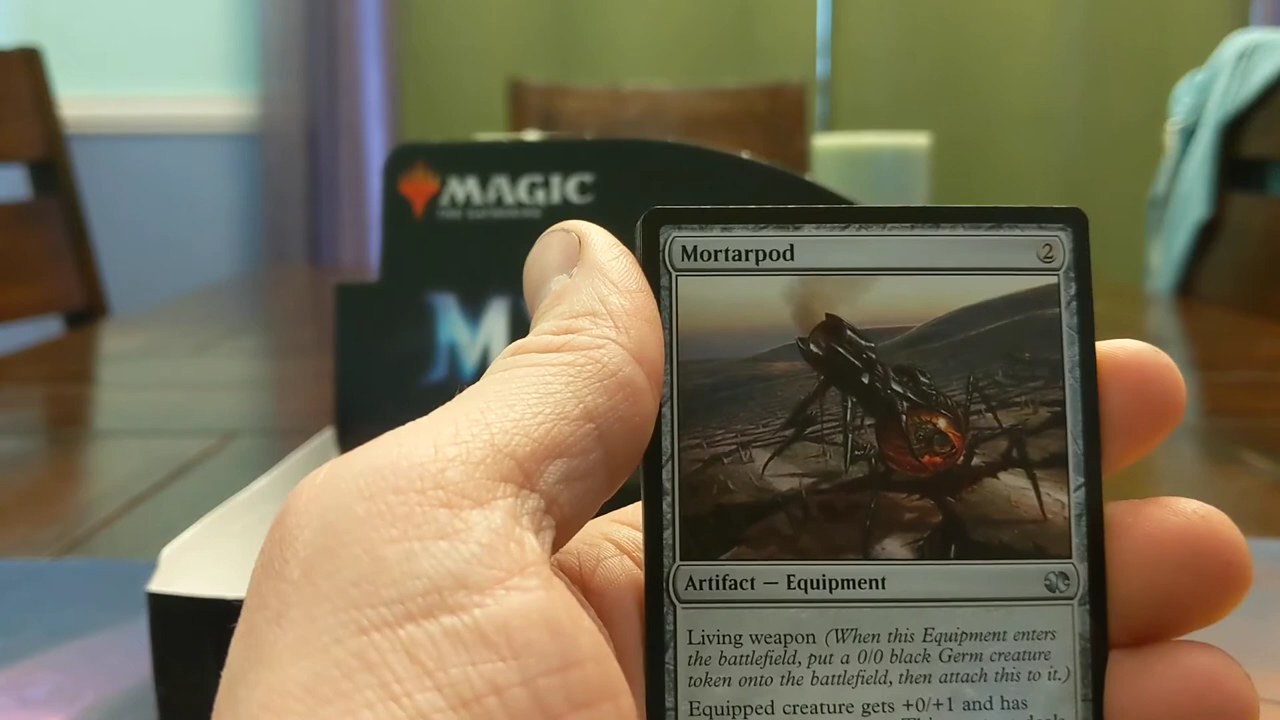 MAGIC
THE GATHERING
M
Mortarpod 2
Artifact — Equipment
Living weapon (When this Equipment enters
the battlefield, put a 0/0 black Germ creature
token onto the battlefield, then attach this to it.)
Equipped creature gets +0/+1 and has